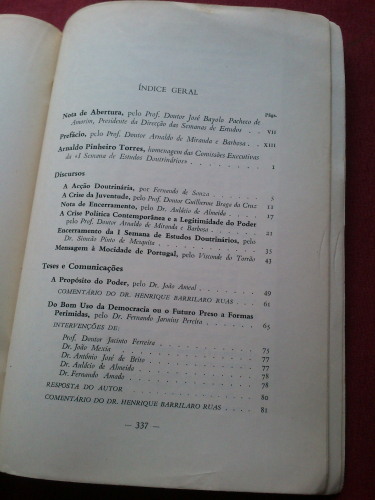 ÍNDICE GERAL
Págs.
Nota de Abertura, pelo Prof. Doutor José Bayolo Pacheco de
Amorim, Presidente da Direcção das Semanas de Estudos . . VII
Prefácio, pelo Prof. Doutor Arnaldo de Miranda e Barbosa . . XIII
Arnaldo Pinheiro Torres, homenagem das Comissões Executivas
da «I Semana de Estudos Doutrinários» . . . . . 1
Discursos
A Acção Doutrinária, por Fernando de Sousa . . . . 7
A Crise da Juventude, pelo Prof. Doutor Guilherme Braga da Cruz 11
Nota de Encerramento, pelo Dr. Aulácio de Almeida . . . 17
A Crise Política Contemporânea e a Legitimidade do Poder
pelo Prof. Doutor Arnaldo de Miranda e Barbosa . . . . 21
Encerramento da I Semana de Estudos Doutrinários, pelo
Dr. Simeão Pinto de Mesquita . . . . . . . 35
Mensagem à Mocidade de Portugal, pelo Visconde do Torrão 43
Teses e Comunicações
A Propósito do Poder, pelo Dr. João Ameal . . . . 49
COMENTÁRIO DO DR. HENRIQUE BARRILARO RUAS . . . . 61
Do Bom Uso da Democracia ou o Futuro Preso a Formas
Perimidas, pelo Dr. Fernando Jasmins Pereira . . . . 65
INTERVENÇÕES DE:
Prof. Doutor Jacinto Ferreira . . . . . . 75
Dr. João Mexia . . . . . . . . 77
Dr. António José de Brito . . . . . . . 77
Dr. Aulácio de Almeida . . . . . . . 78
Dr. Fernando Amado . . . . . . . 78
RESPOSTA DO AUTOR . . . . . . . 80
COMENTÁRIO DO DR. HENRIQUE BARRILARO RUAS . . . . 81
— 337 —